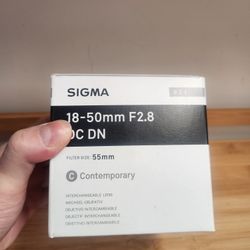 SIGMA
18-50mm F2.8
DC DN
FILTER SIZE 55mm
C Contemporary
INTERCHANGEABLE LENS
WECHSEL-OBJEKTIV
OBJETIVO INTERCAMBIABLE
OBJECTIF INTERCHANGEABLE
OBIETTIVO INTERCAMBIABILE